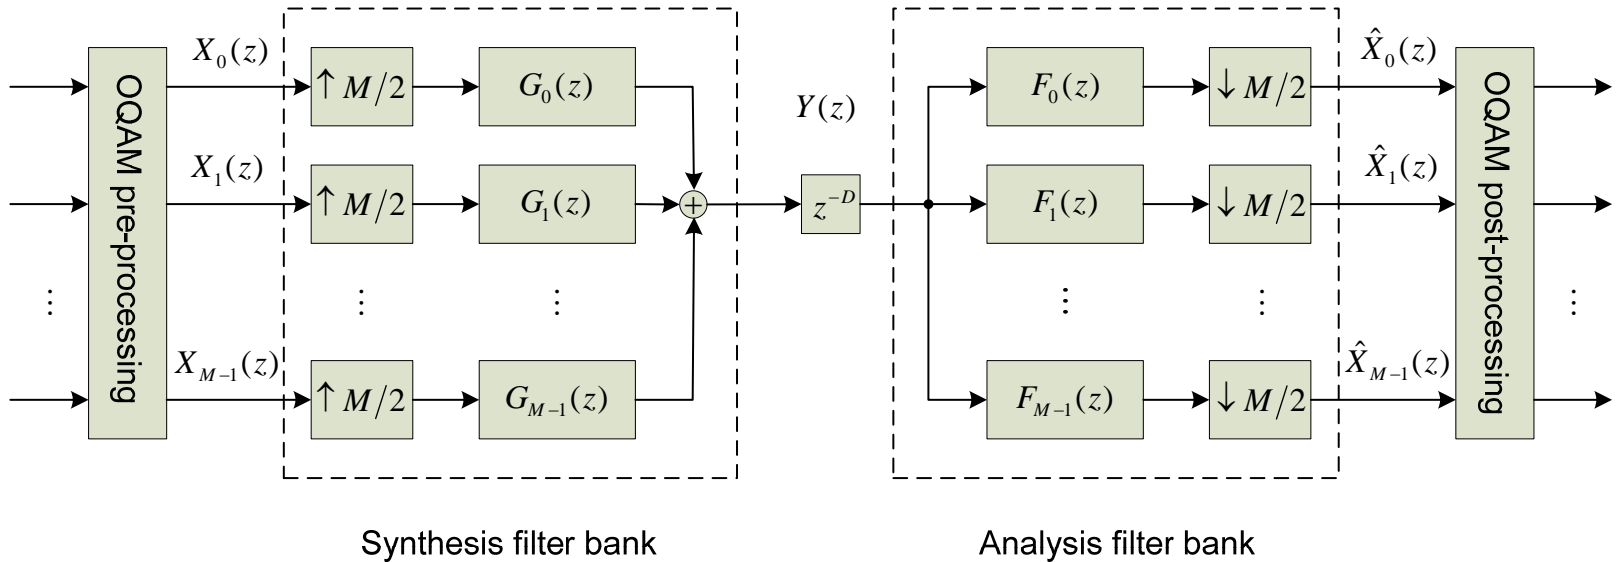 OQAM pre-processing
X_0(z)
↑ M/2
G_0(z)
X_1(z)
↑ M/2
G_1(z)
⋮
⋮
⋮
X_{M-1}(z)
↑ M/2
G_{M-1}(z)
+
Y(z)
z^{-D}
F_0(z)
↓ M/2
X̂_0(z)
F_1(z)
↓ M/2
X̂_1(z)
⋮
⋮
⋮
F_{M-1}(z)
↓ M/2
X̂_{M-1}(z)
OQAM post-processing
Synthesis filter bank
Analysis filter bank